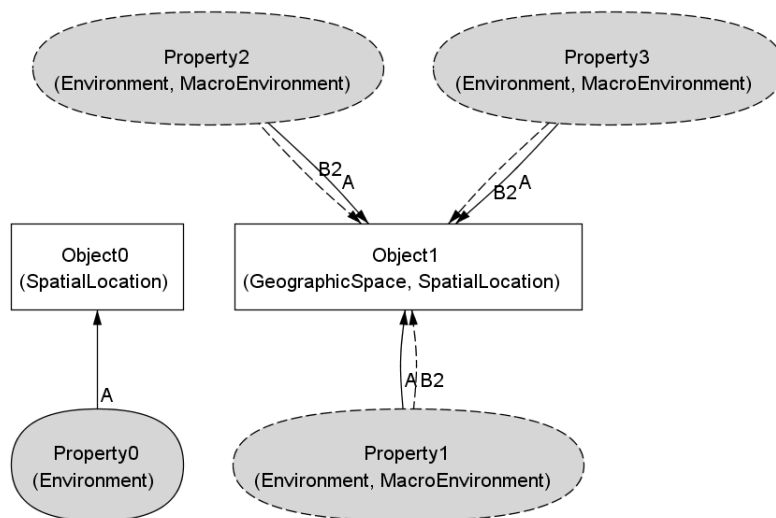 Property2
(Environment, MacroEnvironment)
Property3
(Environment, MacroEnvironment)
B2
A
A
B2
Object0
(SpatialLocation)
Object1
(GeographicSpace, SpatialLocation)
A
A
B2
Property0
(Environment)
Property1
(Environment, MacroEnvironment)